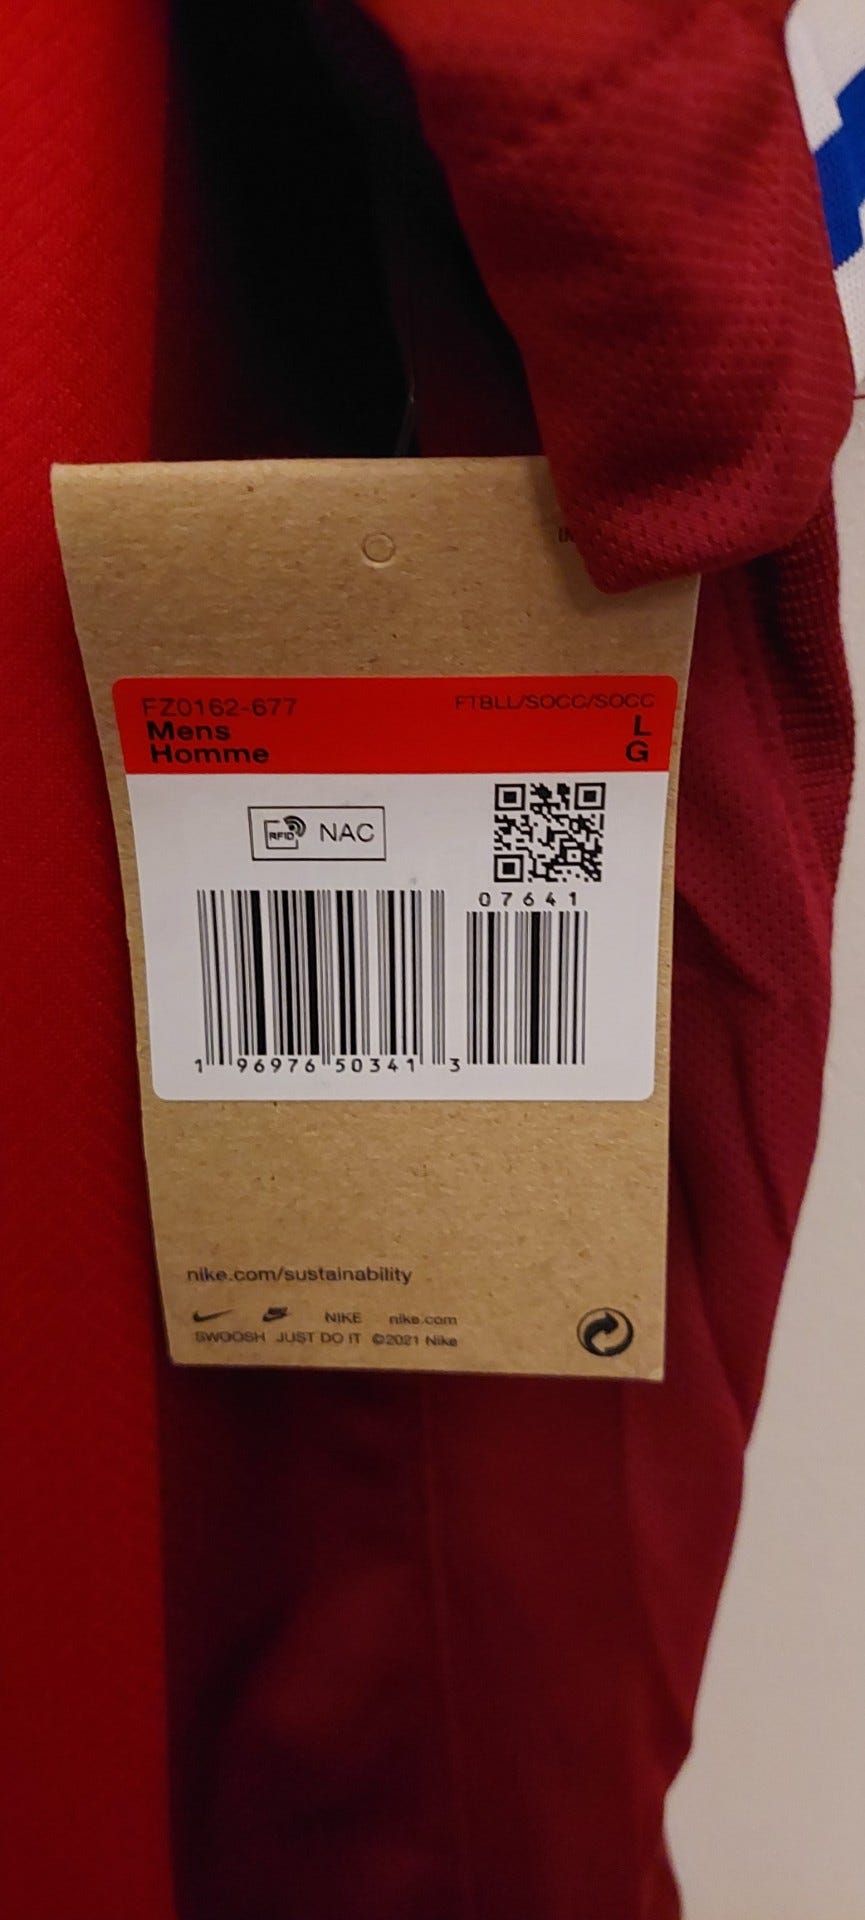 FZ0162-677 FTBLL/SOCC/SOCC
Mens L
Homme G
RFID NAC
07641
1 96976 50341 3
nike.com/sustainability
NIKE nike.com
SWOOSH JUST DO IT ©2021 Nike